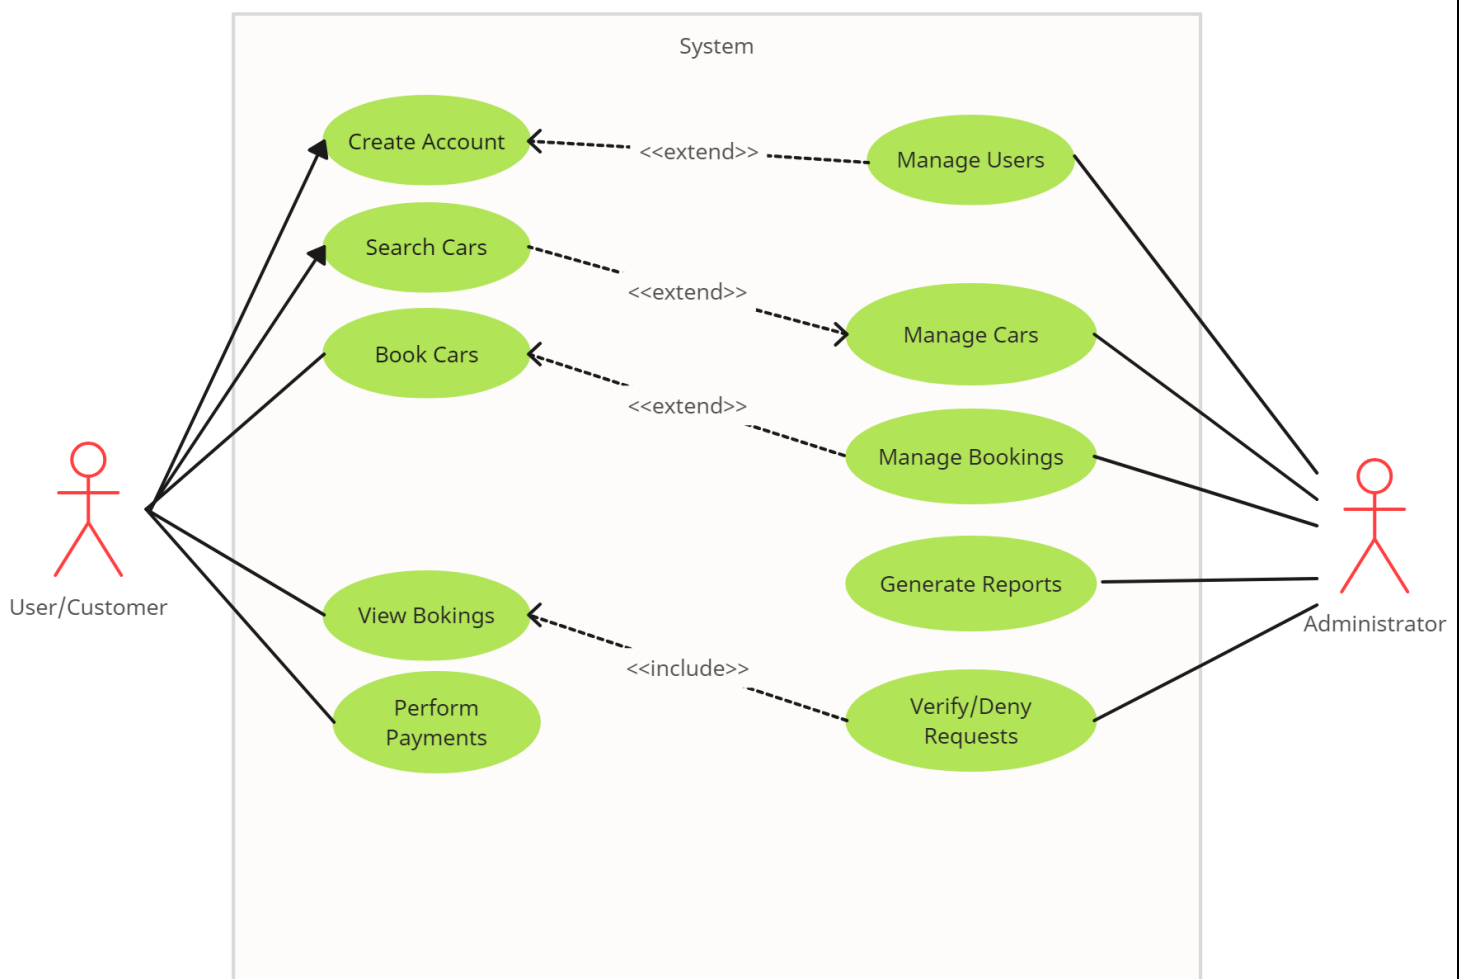 System
Create Account
<<extend>>
Manage Users
Search Cars
<<extend>>
Manage Cars
Book Cars
<<extend>>
Manage Bookings
Generate Reports
User/Customer
View Bokings
Administrator
<<include>>
Perform
Payments
Verify/Deny
Requests